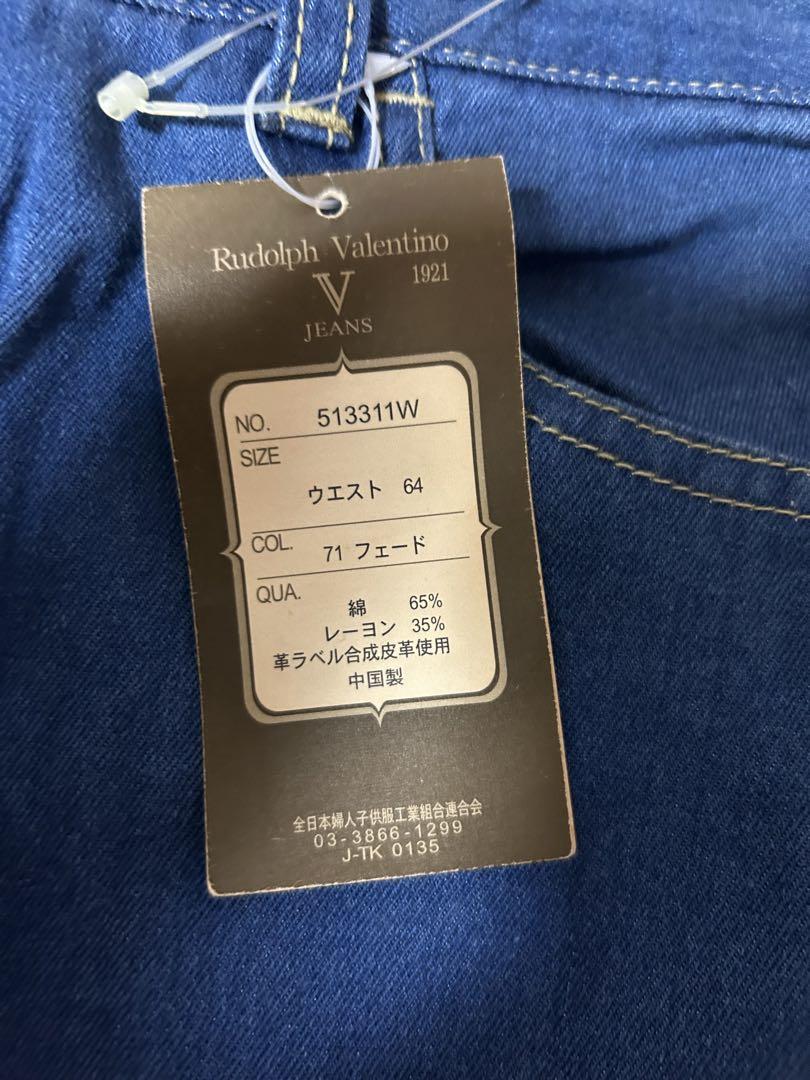 Rudolph Valentino
V 1921
JEANS
NO. 513311W
SIZE
ウエスト 64
COL. 71 フェード
QUA.
綿 65%
レーヨン 35%
革ラベル合成皮革使用
中国製
全日本婦人子供服工業組合連合会
03-3866-1299
J-TK 0135